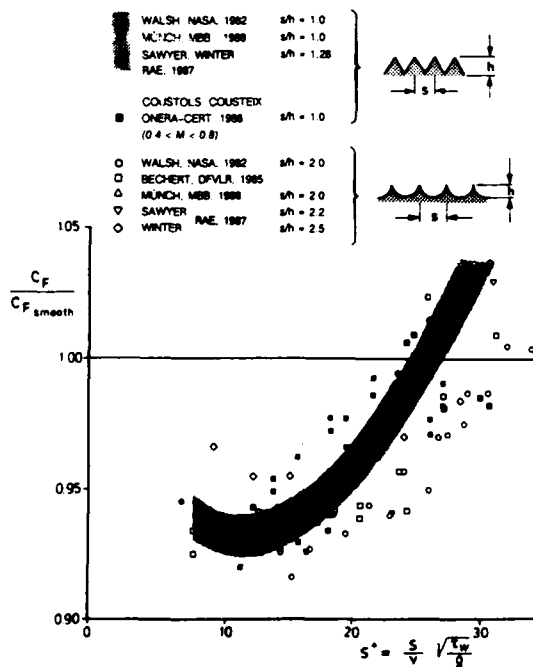 WALSH, NASA, 1982 s/h = 1.0
MÜNCH, MBB, 1988 s/h = 1.0
SAWYER, WINTER s/h = 1.28
RAE, 1987
COUSTOLS, COUSTEIX
ONERA-CERT 1986 s/h = 1.0
(0.4 < M < 0.8)
WALSH, NASA, 1982 s/h = 2.0
BECHERT, DFVLR, 1985
MÜNCH, MBB, 1988 s/h = 2.0
SAWYER RAE, 1987 s/h = 2.2
WINTER s/h = 2.5
h
s
h
s
1.05
C_F
C_F smooth
1.00
0.95
0.90
0 10 20 30
S⁺ = s/ν √τ_w/ϱ